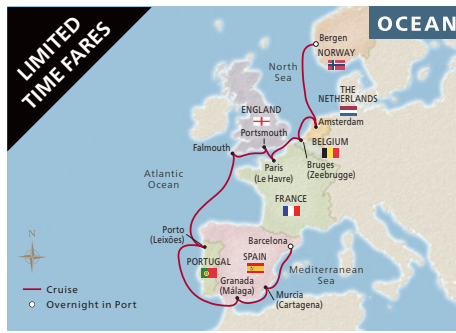 LIMITED
TIME FARES
OCEAN
Bergen
NORWAY
North
Sea
THE
NETHERLANDS
ENGLAND
Amsterdam
Portsmouth
BELGIUM
Falmouth
Paris
(Le Havre)
Bruges
(Zeebrugge)
Atlantic
Ocean
FRANCE
Porto
(Leixões)
Barcelona
SPAIN
PORTUGAL
Mediterranean
Sea
Granada
(Málaga)
Murcia
(Cartagena)
N
Cruise
Overnight in Port